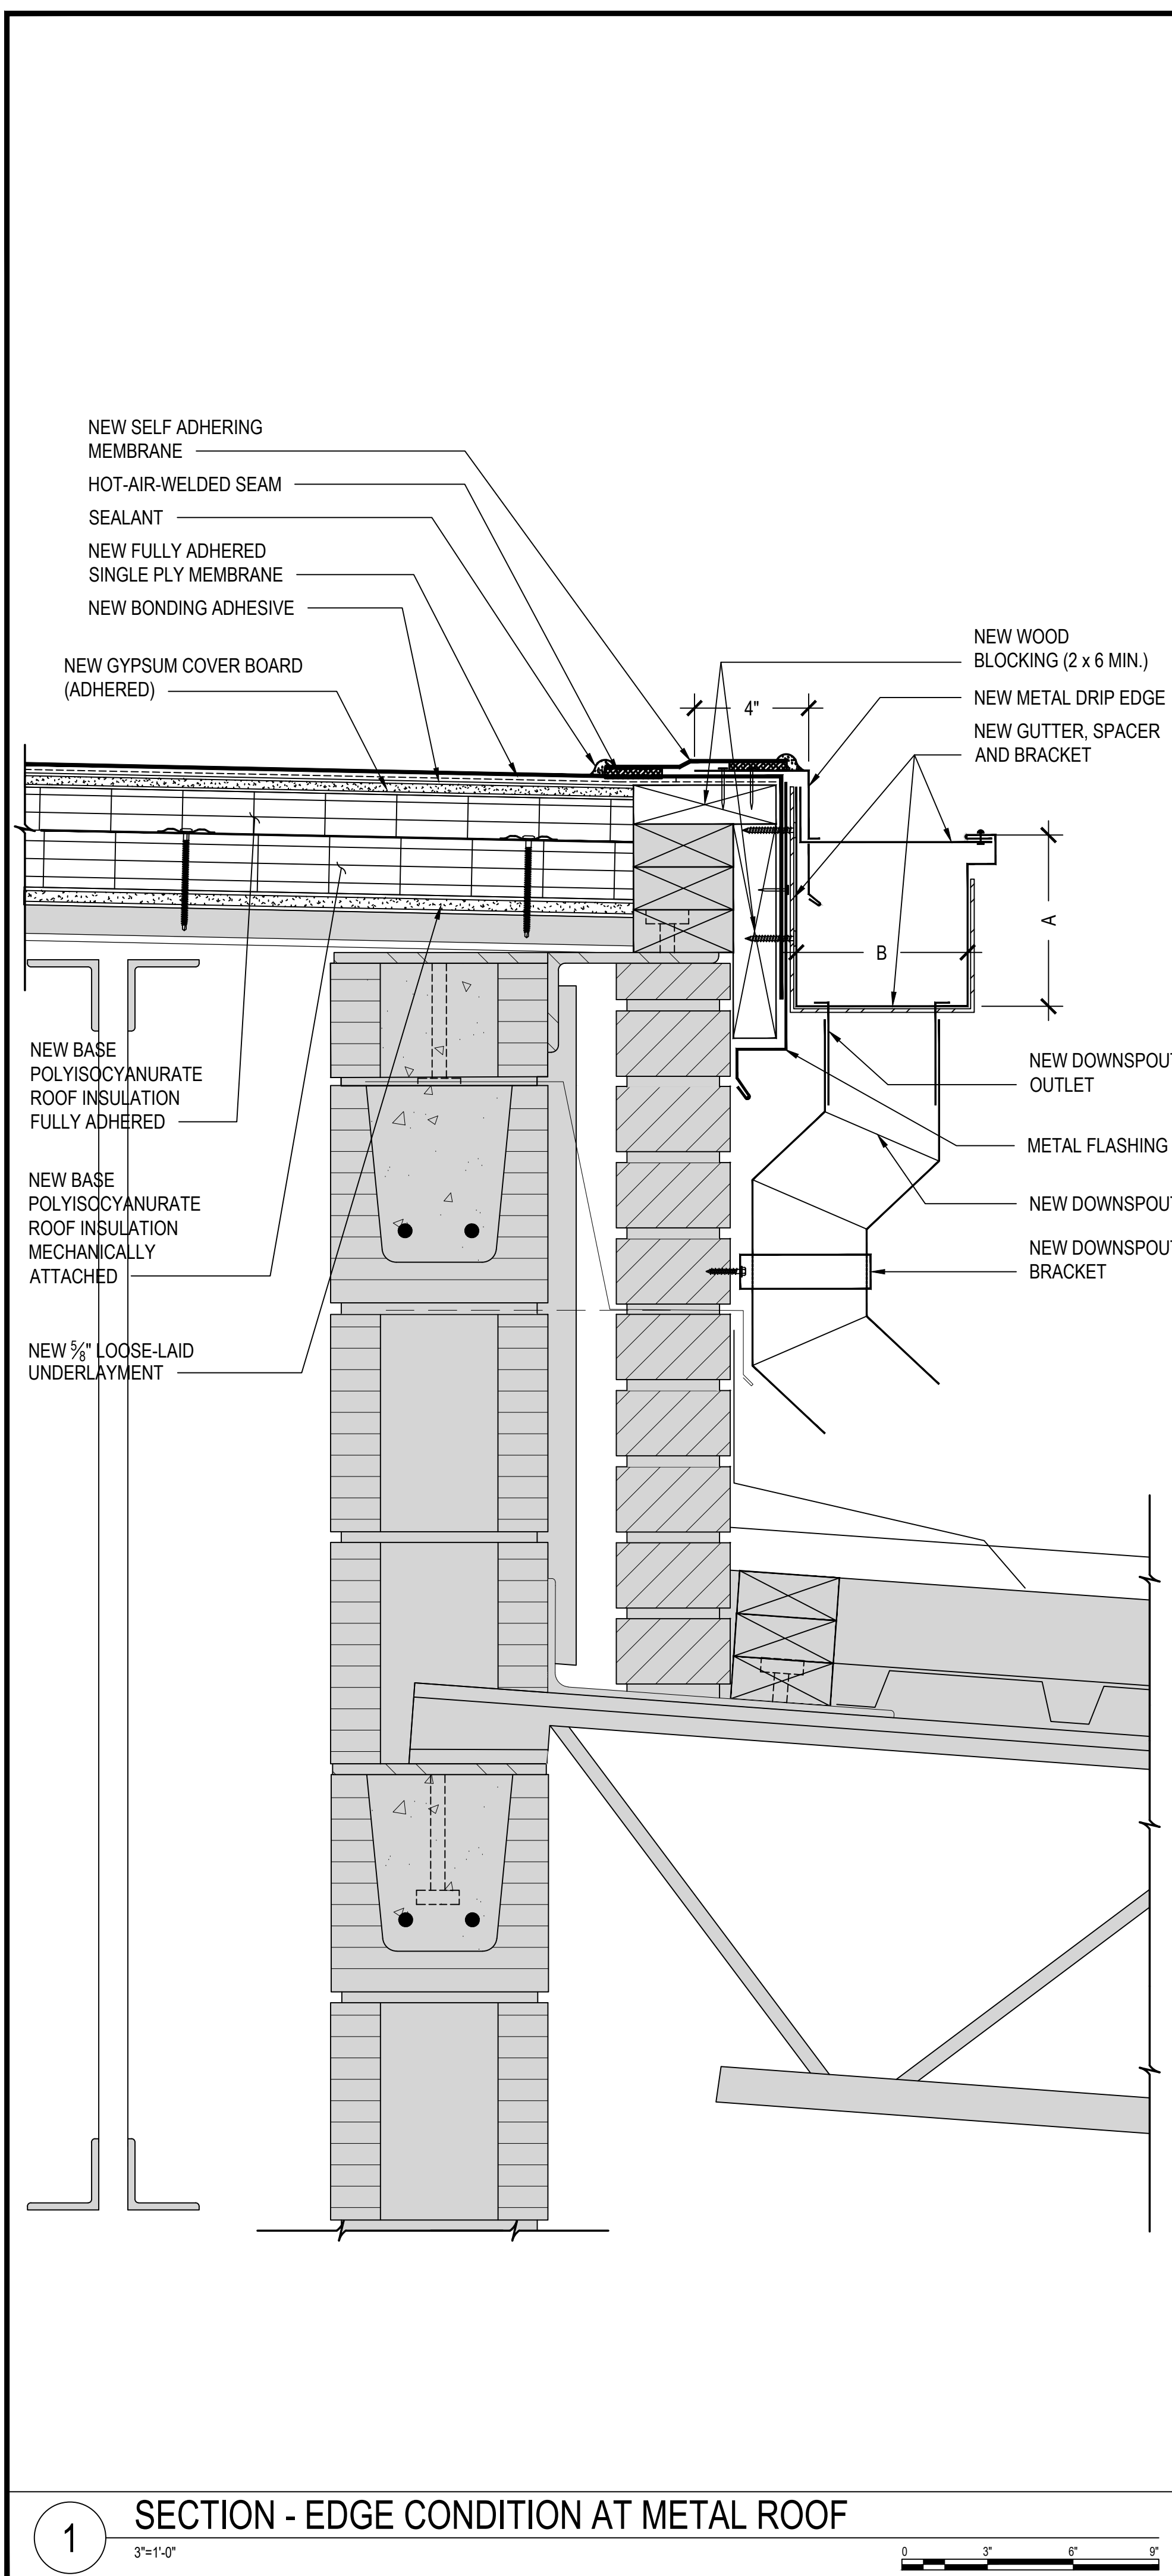 NEW SELF ADHERING
MEMBRANE
HOT-AIR-WELDED SEAM
SEALANT
NEW FULLY ADHERED
SINGLE PLY MEMBRANE
NEW BONDING ADHESIVE
NEW GYPSUM COVER BOARD
(ADHERED)
NEW WOOD
BLOCKING (2 x 6 MIN.)
NEW METAL DRIP EDGE
NEW GUTTER, SPACER
AND BRACKET
4"
A
B
NEW BASE
POLYISOCYANURATE
ROOF INSULATION
FULLY ADHERED
NEW BASE
POLYISOCYANURATE
ROOF INSULATION
MECHANICALLY
ATTACHED
NEW 5/8" LOOSE-LAID
UNDERLAYMENT
NEW DOWNSPOUT
OUTLET
METAL FLASHING
NEW DOWNSPOUT
NEW DOWNSPOUT
BRACKET
1
SECTION - EDGE CONDITION AT METAL ROOF
3"=1'-0"
0 3" 6" 9"